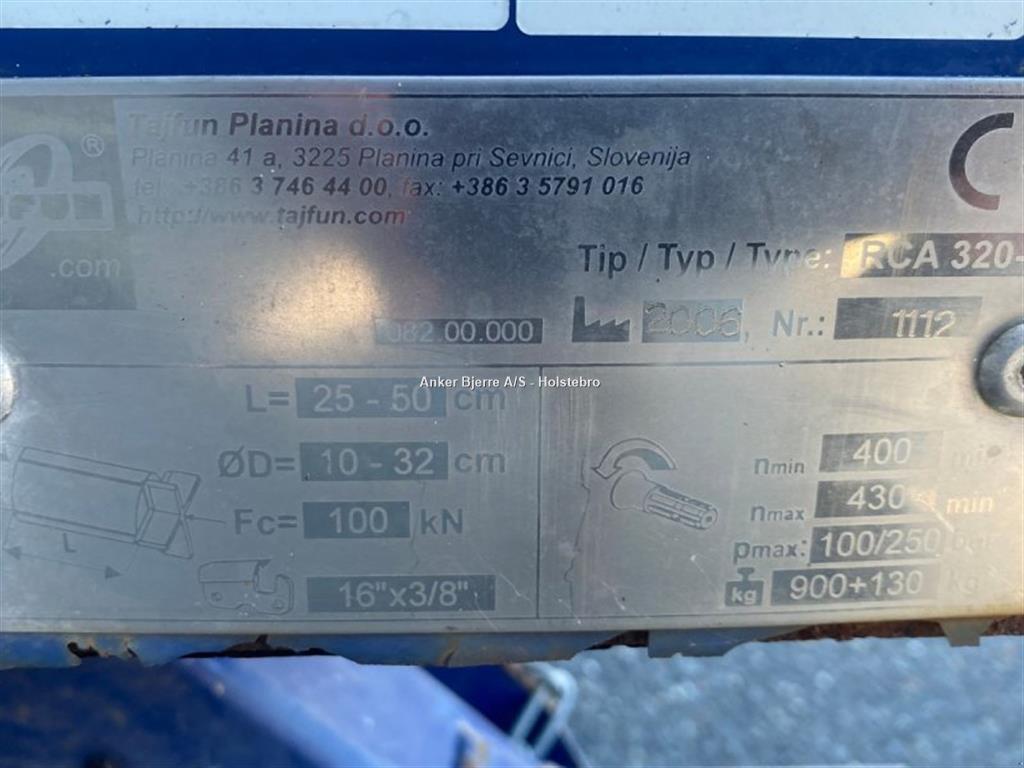 Tajfun Planina d.o.o.
Planina 41 a, 3225 Planina pri Sevnici, Slovenija
tel.: +386 3 746 44 00, fax: +386 3 5791 016
http://www.tajfun.com
®
.com
C
Tip / Typ / Type: RCA 320-
082.00.000
2006, Nr.: 1112
Anker Bjerre A/S - Holstebro
L= 25 - 50 cm
ØD= 10 - 32 cm
Fc= 100 kN
16"x3/8"
L
nmin 400
nmax 430 min
pmax: 100/250 bar
kg 900+130 kg